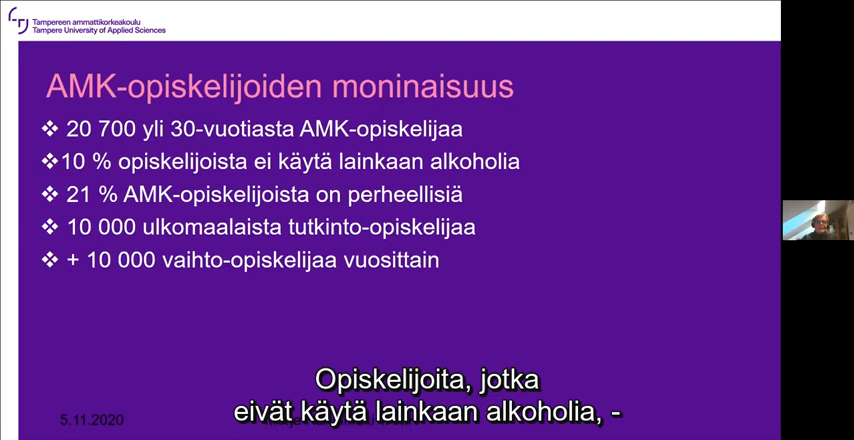 Tampereen ammattikorkeakoulu
Tampere University of Applied Sciences
AMK-opiskelijoiden moninaisuus
❖ 20 700 yli 30-vuotiasta AMK-opiskelijaa
❖10 % opiskelijoista ei käytä lainkaan alkoholia
❖ 21 % AMK-opiskelijoista on perheellisiä
❖ 10 000 ulkomaalaista tutkinto-opiskelijaa
❖ + 10 000 vaihto-opiskelijaa vuosittain
Opiskelijoita, jotka
eivät käytä lainkaan alkoholia, -
5.11.2020